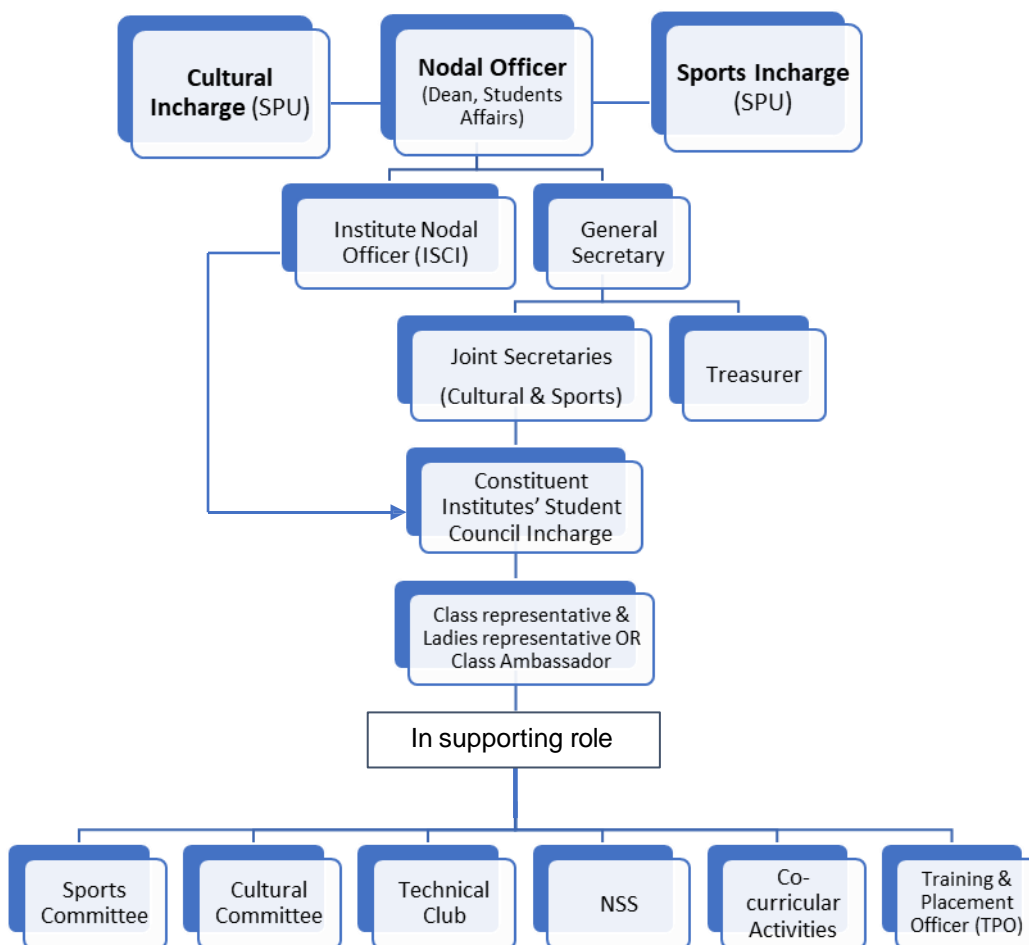 Cultural
Incharge (SPU)
Nodal Officer
(Dean, Students
Affairs)
Sports Incharge
(SPU)
Institute Nodal
Officer (ISCI)
General
Secretary
Joint Secretaries
(Cultural & Sports)
Treasurer
Constituent
Institutes’ Student
Council Incharge
Class representative &
Ladies representative OR
Class Ambassador
In supporting role
Sports
Committee
Cultural
Committee
Technical
Club
NSS
Co-
curricular
Activities
Training &
Placement
Officer (TPO)